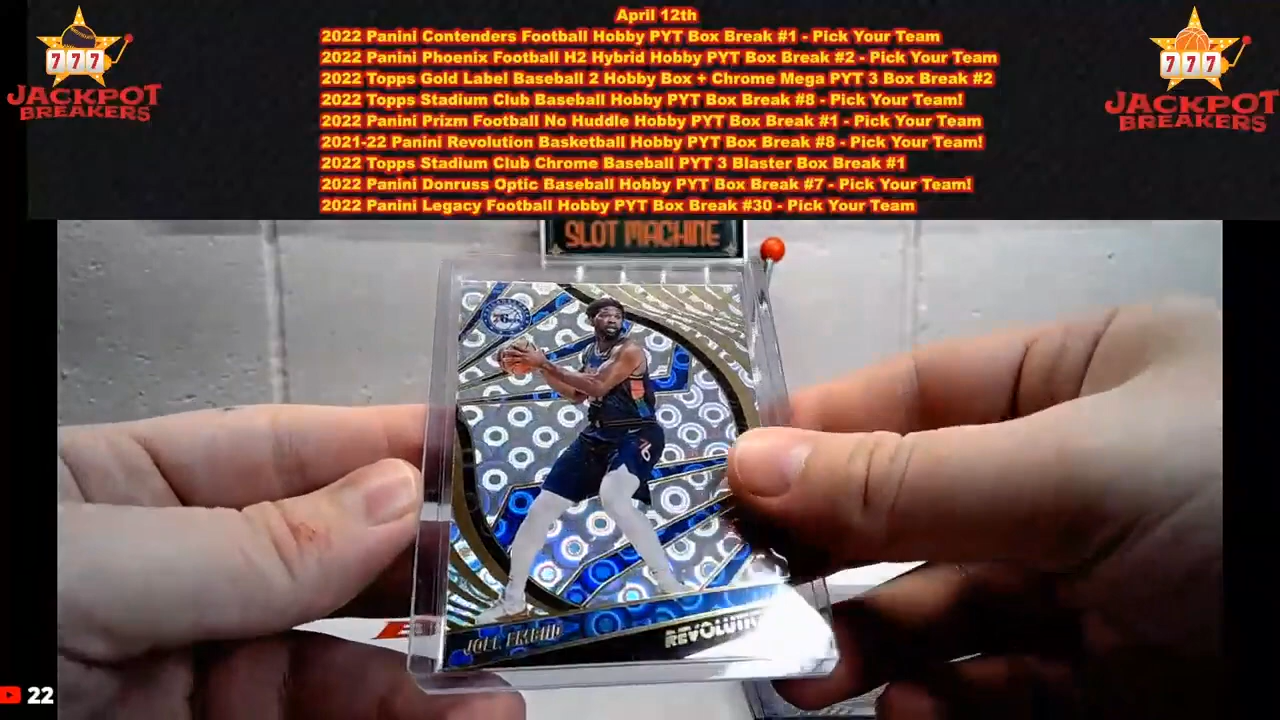 April 12th
2022 Panini Contenders Football Hobby PYT Box Break #1 - Pick Your Team
2022 Panini Phoenix Football H2 Hybrid Hobby PYT Box Break #2 - Pick Your Team
2022 Topps Gold Label Baseball 2 Hobby Box + Chrome Mega PYT 3 Box Break #2
2022 Topps Stadium Club Baseball Hobby PYT Box Break #8 - Pick Your Team!
2022 Panini Prizm Football No Huddle Hobby PYT Box Break #1 - Pick Your Team
2021-22 Panini Revolution Basketball Hobby PYT Box Break #8 - Pick Your Team!
2022 Topps Stadium Club Chrome Baseball PYT 3 Blaster Box Break #1
2022 Panini Donruss Optic Baseball Hobby PYT Box Break #7 - Pick Your Team!
2022 Panini Legacy Football Hobby PYT Box Break #30 - Pick Your Team
777
JACKPOT
BREAKERS
777
JACKPOT
BREAKERS
SLOT MACHINE
76
JOEL EMBIID
22